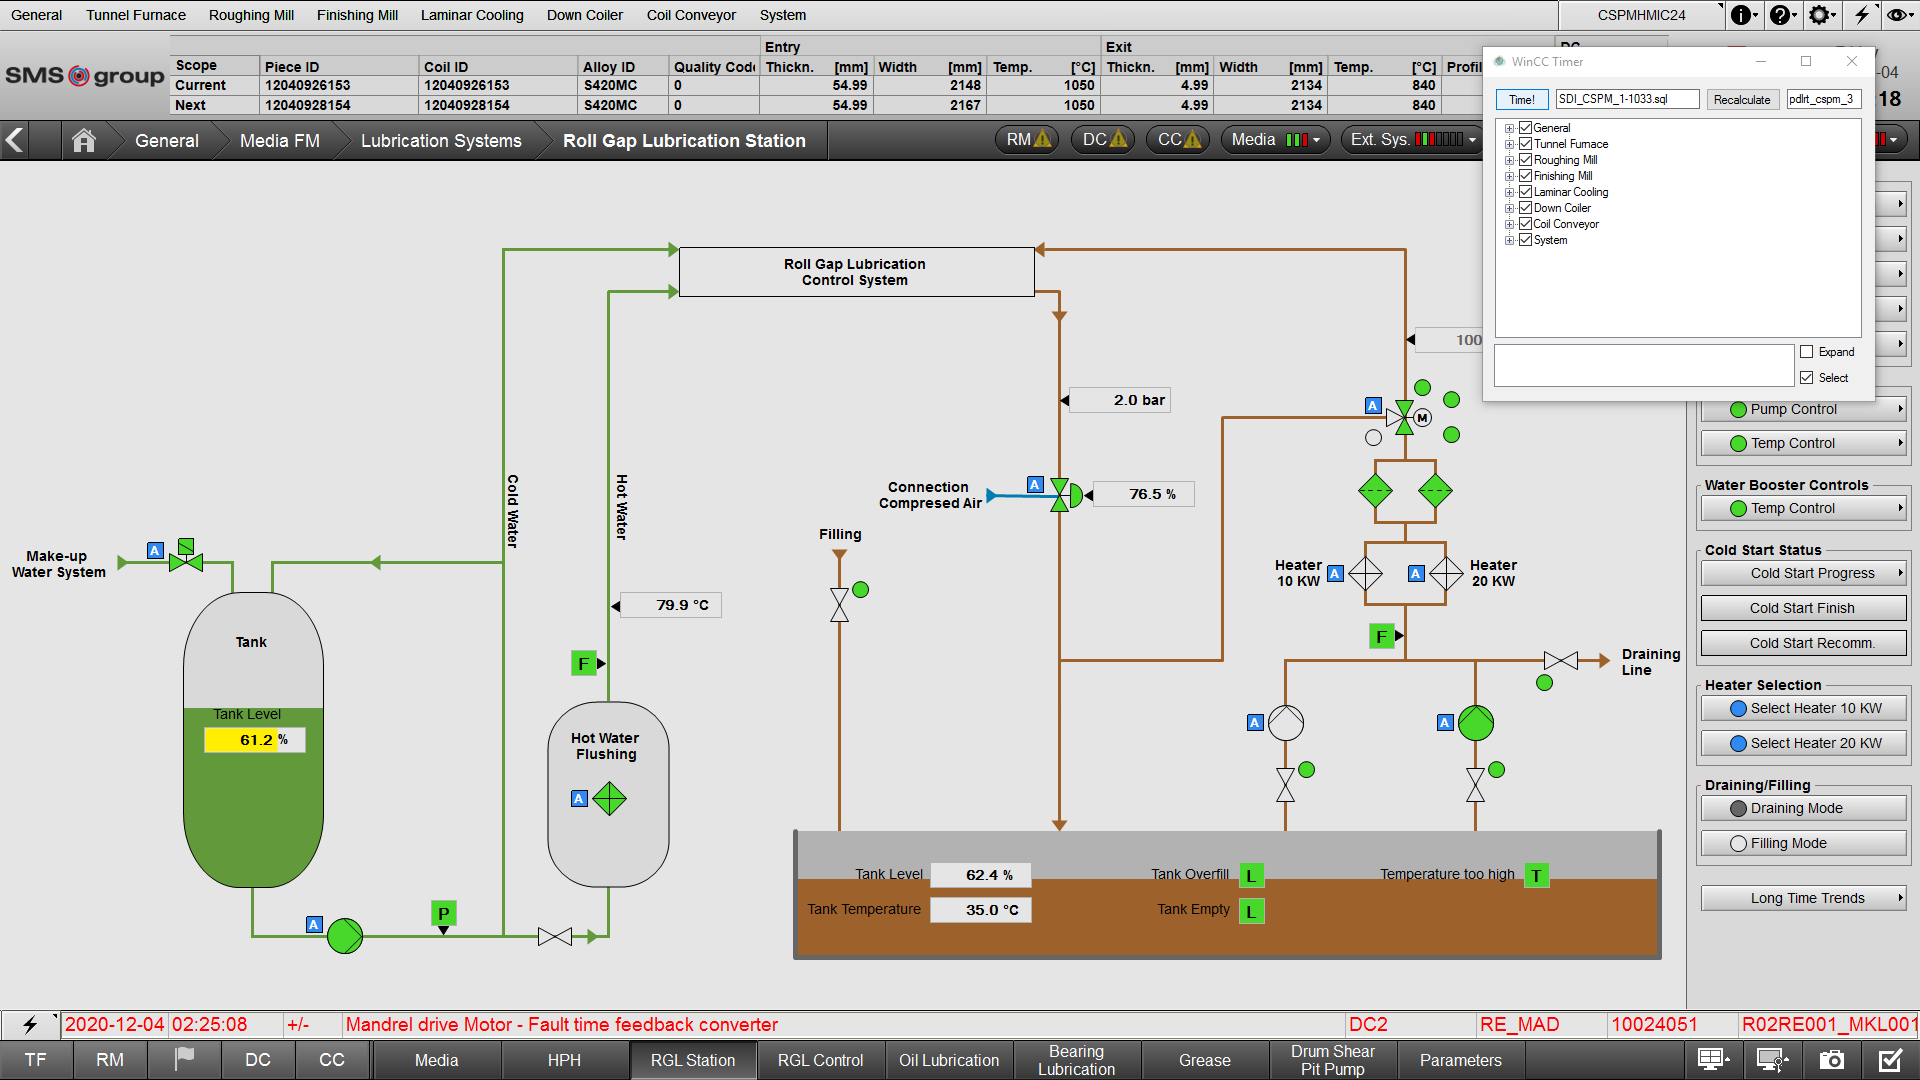 General Tunnel Furnace Roughing Mill Finishing Mill Laminar Cooling Down Coiler Coil Conveyor System CSPMHMIC24
SMS group
Entry Exit
Scope Piece ID Coil ID Alloy ID Quality Code Thickn. [mm] Width [mm] Temp. [°C] Thickn. [mm] Width [mm] Temp. [°C] Profil
Current 12040926153 12040926153 S420MC 0 54.99 2148 1050 4.99 2134 840
Next 12040928154 12040928154 S420MC 0 54.99 2167 1050 4.99 2134 840
-04
18
WinCC Timer
Time! SDI_CSPM_1-1033.sql Recalculate pdlrt_cspm_3
General
Tunnel Furnace
Roughing Mill
Finishing Mill
Laminar Cooling
Down Coiler
Coil Conveyor
System
Expand
Select
General Media FM Lubrication Systems Roll Gap Lubrication Station RM DC CC Media Ext. Sys.
Roll Gap Lubrication
Control System
100
2.0 bar
A
M
Cold Water
Hot Water
Connection
Compresed Air
A
76.5 %
Filling
Make-up
Water System
A
79.9 °C
Heater
10 KW
A
A
Heater
20 KW
F
F
Draining
Line
Tank
Tank Level
61.2 %
Hot Water
Flushing
A
A
A
A
P
Tank Level 62.4 %
Tank Temperature 35.0 °C
Tank Overfill L
Tank Empty L
Temperature too high T
Pump Control
Temp Control
Water Booster Controls
Temp Control
Cold Start Status
Cold Start Progress
Cold Start Finish
Cold Start Recomm.
Heater Selection
Select Heater 10 KW
Select Heater 20 KW
Draining/Filling
Draining Mode
Filling Mode
Long Time Trends
2020-12-04 02:25:08 +/- Mandrel drive Motor - Fault time feedback converter DC2 RE_MAD 10024051 R02RE001_MKL001
TF RM DC CC Media HPH RGL Station RGL Control Oil Lubrication Bearing Lubrication Grease Drum Shear Pit Pump Parameters